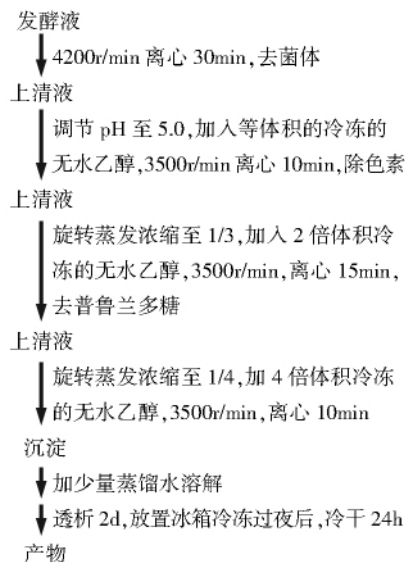 发酵液
4200r/min 离心 30min,去菌体
上清液
调节 pH 至 5.0,加入等体积的冷冻的
无水乙醇,3500r/min 离心 10min,除色素
上清液
旋转蒸发浓缩至 1/3,加入 2 倍体积冷
冻的无水乙醇,3500r/min,离心 15min,
去普鲁兰多糖
上清液
旋转蒸发浓缩至 1/4,加 4 倍体积冷冻
的无水乙醇,3500r/min,离心 10min
沉淀
加少量蒸馏水溶解
透析 2d,放置冰箱冷冻过夜后,冷干 24h
产物